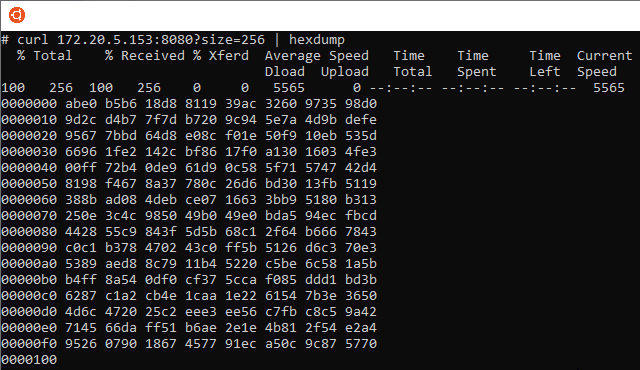 # curl 172.20.5.153:8080?size=256 | hexdump
  % Total    % Received % Xferd  Average Speed   Time    Time     Time  Current
                                 Dload  Upload   Total   Spent    Left  Speed
100   256  100   256    0     0   5565      0 --:--:-- --:--:-- --:--:--  5565
0000000 abe0 b5b6 18d8 8119 39ac 3260 9735 98d0
0000010 9d2c d4b7 7f7d b720 9c94 5e7a 4d9b defe
0000020 9567 7bbd 64d8 e08c f01e 50f9 10eb 535d
0000030 6696 1fe2 142c bf86 17f0 a130 1603 4fe3
0000040 00ff 72b4 0de9 61d9 0c58 5f71 5747 42d4
0000050 8198 f467 8a37 780c 26d6 bd30 13fb 5119
0000060 388b ad08 4deb ce07 1663 3bb9 5180 b313
0000070 250e 3c4c 9850 49b0 49e0 bda5 94ec fbcd
0000080 4428 55c9 843f 5d5b 68c1 2f64 b666 7843
0000090 c0c1 b378 4702 43c0 ff5b 5126 d6c3 70e3
00000a0 5389 aed8 8c79 11b4 5220 c5be 6c58 1a5b
00000b0 b4ff 8a54 0df0 cf37 5cca f085 ddd1 bd3b
00000c0 6287 c1a2 cb4e 1caa 1e22 6154 7b3e 3650
00000d0 4d6c 4720 25c2 eee3 ee56 c7fb c8c5 9a42
00000e0 7145 66da ff51 b6ae 2e1e 4b81 2f54 e2a4
00000f0 9526 0790 1867 4577 91ec a50c 9c87 5770
0000100